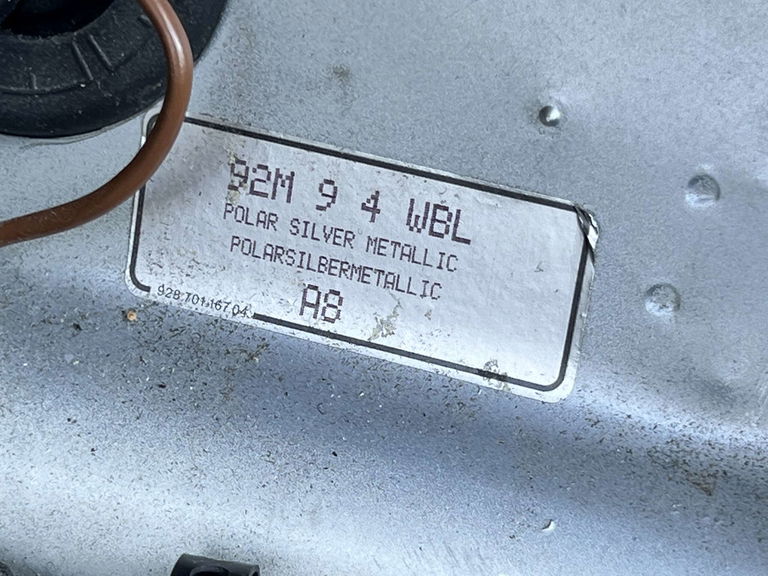 92M 9 4 WBL
POLAR SILVER METALLIC
POLARSILBERMETALLIC
A8
928.701.167.04